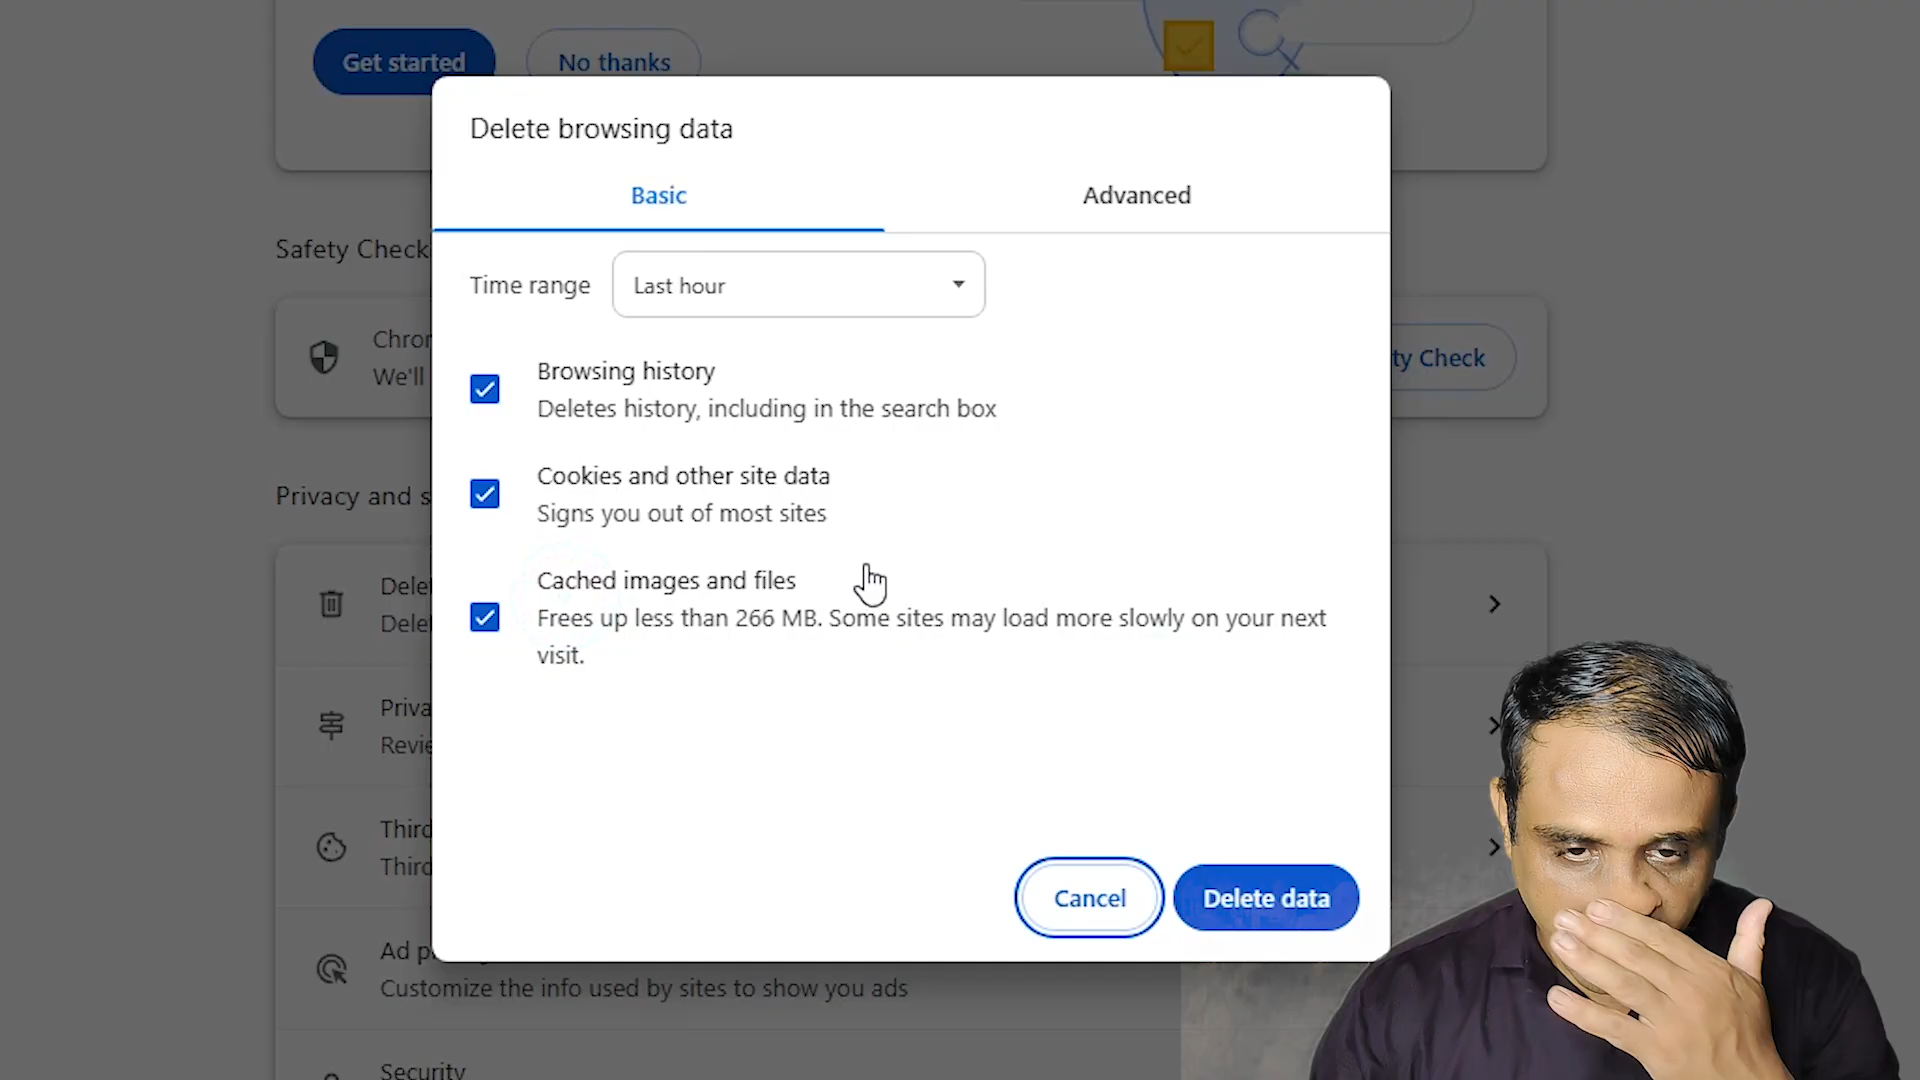 Get started
No thanks
Delete browsing data
Basic
Advanced
Time range
Last hour
Safety Check
Browsing history
Deletes history, including in the search box
Chror
We'll
ty Check
Cookies and other site data
Signs you out of most sites
Privacy and s
Cached images and files
Frees up less than 266 MB. Some sites may load more slowly on your next
visit.
Delet
Delet
Priva
Revie
Third
Third
Cancel
Delete data
Ad p
Customize the info used by sites to show you ads
Security